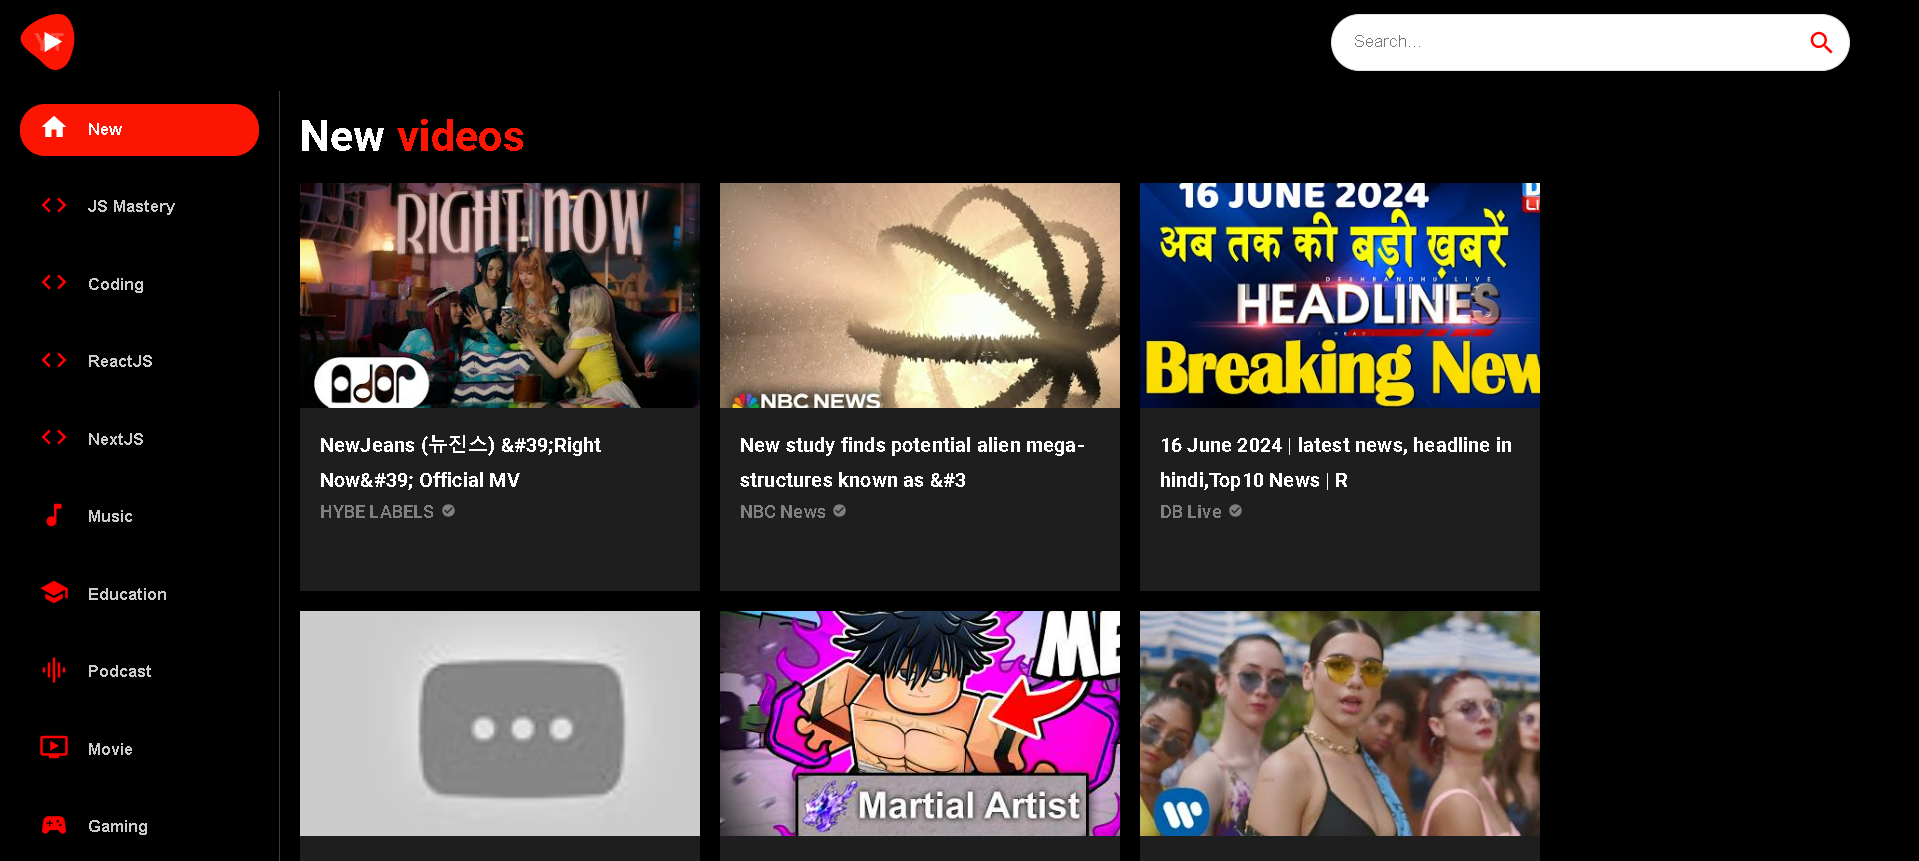 YT
Search...
New
JS Mastery
Coding
ReactJS
NextJS
Music
Education
Podcast
Movie
Gaming
New videos
RIGHT NOW
ador
NewJeans (뉴진스) &#39;Right
Now&#39; Official MV
HYBE LABELS
NBC NEWS
New study finds potential alien mega-
structures known as &#3
NBC News
16 JUNE 2024
अब तक की बड़ी ख़बरें
DESHBANDHU LIVE
HEADLINES
Breaking New
16 June 2024 | latest news, headline in
hindi,Top10 News | R
DB Live
ME
Martial Artist